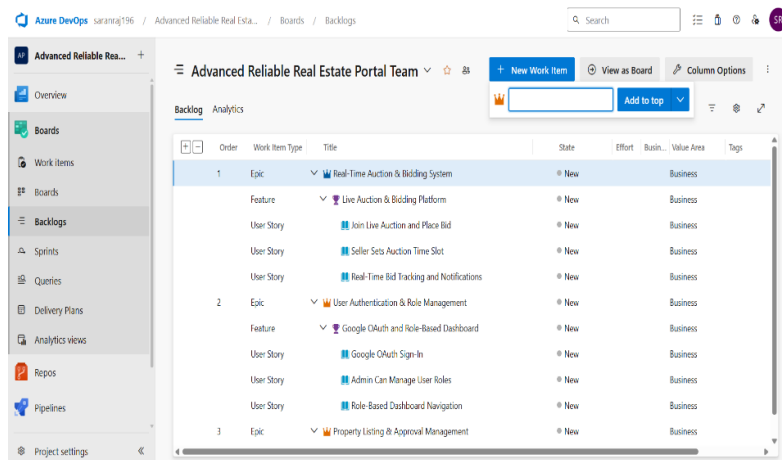 Azure DevOps saranraj196 / Advanced Reliable Real Esta... / Boards / Backlogs
Search
SR
AP Advanced Reliable Rea... +
Overview
Boards
Work items
Boards
Backlogs
Sprints
Queries
Delivery Plans
Analytics views
Repos
Pipelines
Project settings
Advanced Reliable Real Estate Portal Team
+ New Work Item
View as Board
Column Options
Add to top
Backlog Analytics
Order Work Item Type Title State Effort Busin... Value Area Tags
1 Epic Real-Time Auction & Bidding System New Business
Feature Live Auction & Bidding Platform New Business
User Story Join Live Auction and Place Bid New Business
User Story Seller Sets Auction Time Slot New Business
User Story Real-Time Bid Tracking and Notifications New Business
2 Epic User Authentication & Role Management New Business
Feature Google OAuth and Role-Based Dashboard New Business
User Story Google OAuth Sign-In New Business
User Story Admin Can Manage User Roles New Business
User Story Role-Based Dashboard Navigation New Business
3 Epic Property Listing & Approval Management New Business